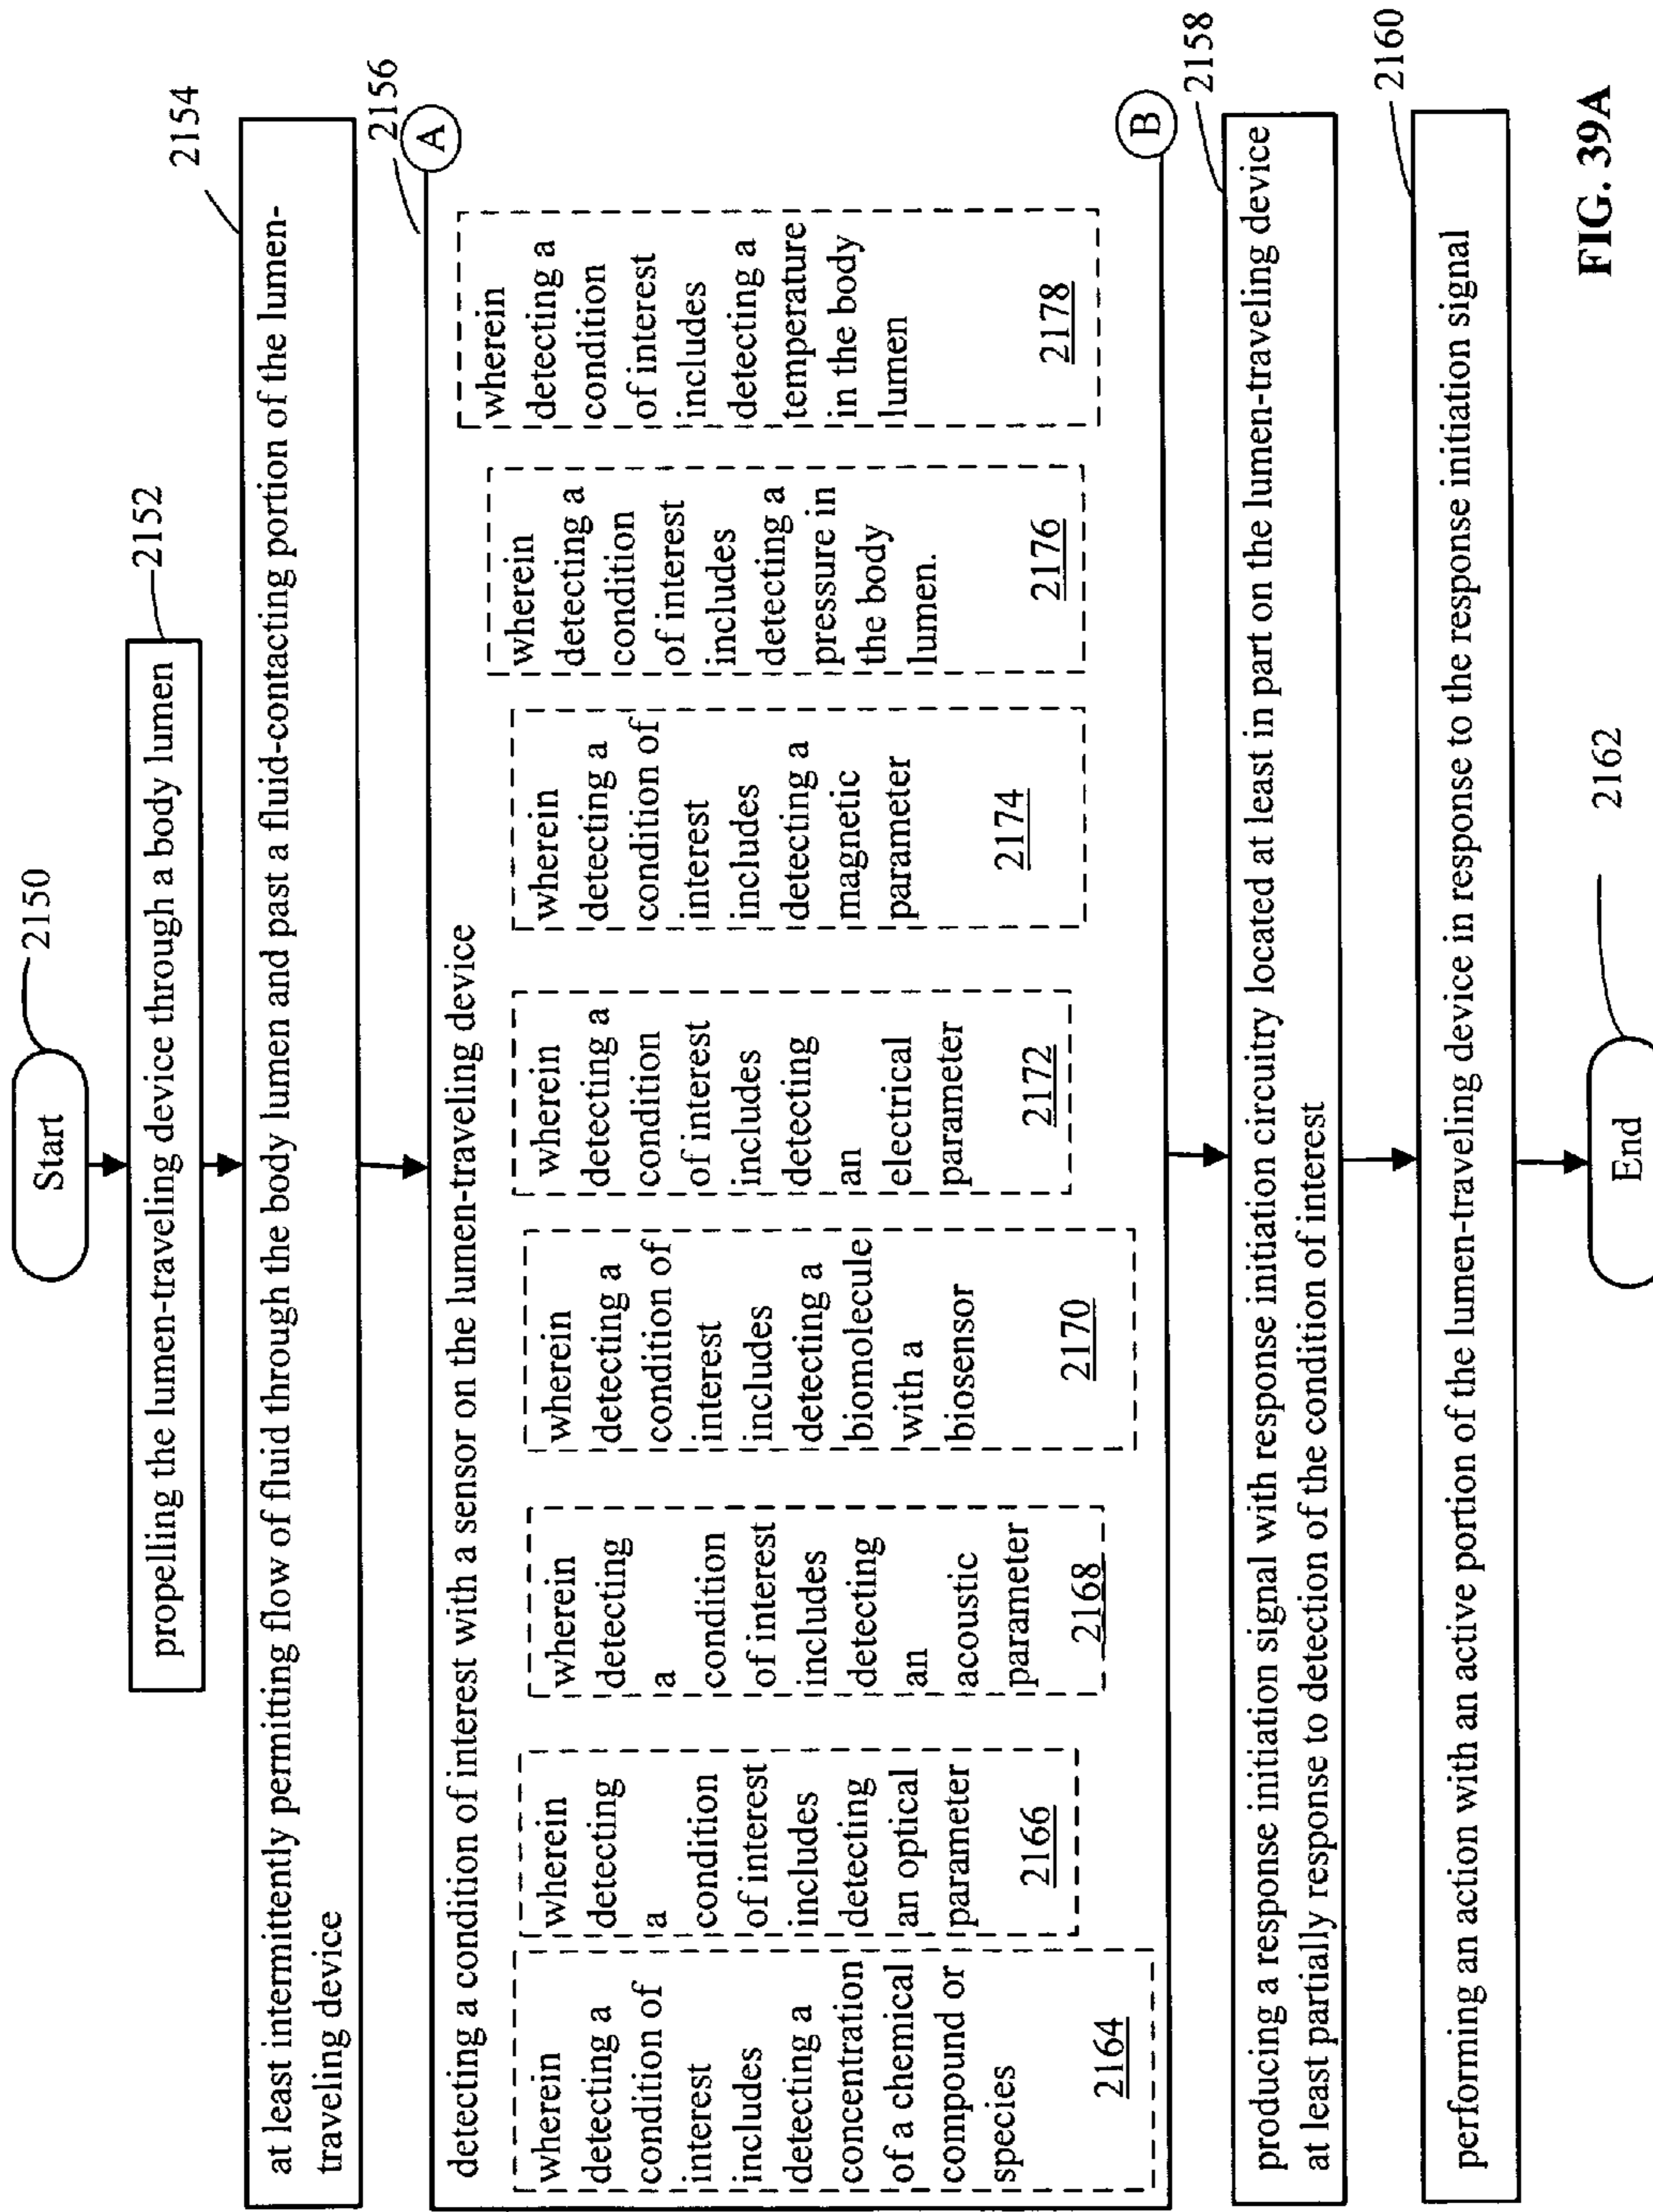 Start
2150
propelling the lumen-traveling device through a body lumen
2152
at least intermittently permitting flow of fluid through the body lumen and past a fluid-contacting portion of the lumen-
traveling device
2154
detecting a condition of interest with a sensor on the lumen-traveling device
2156
A
wherein
detecting a
condition of
interest
includes
detecting a
concentration
of a chemical
compound or
species
2164
wherein
detecting
a
condition
of interest
includes
detecting
an optical
parameter
2166
wherein
detecting
a
condition
of interest
includes
detecting
an
acoustic
parameter
2168
wherein
detecting a
condition of
interest
includes
detecting a
biomolecule
with a
biosensor
2170
wherein
detecting a
condition
of interest
includes
detecting
an
electrical
parameter
2172
wherein
detecting a
condition of
interest
includes
detecting a
magnetic
parameter
2174
wherein
detecting a
condition
of interest
includes
detecting a
pressure in
the body
lumen.
2176
wherein
detecting a
condition
of interest
includes
detecting a
temperature
in the body
lumen
2178
B
producing a response initiation signal with response initiation circuitry located at least in part on the lumen-traveling device
at least partially response to detection of the condition of interest
2158
performing an action with an active portion of the lumen-traveling device in response to the response initiation signal
2160
End
2162
FIG. 39A